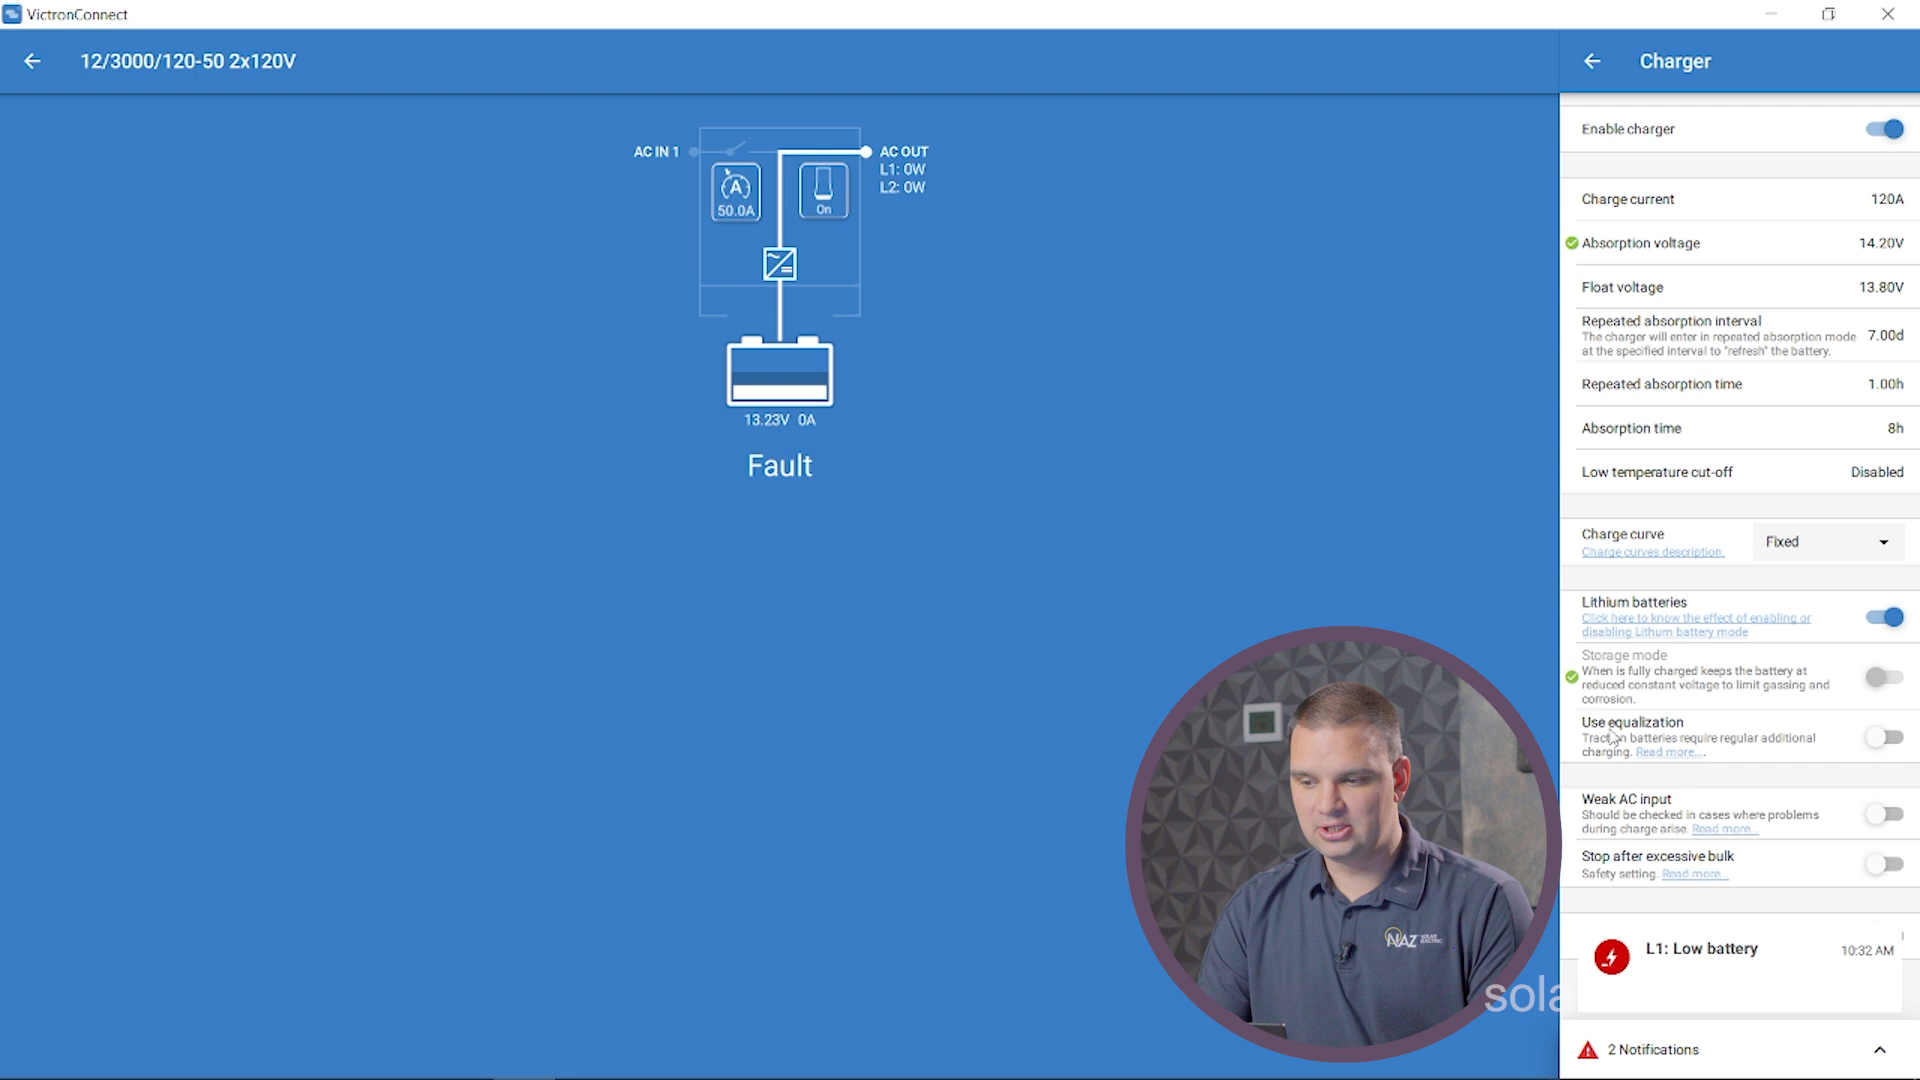 VictronConnect
12/3000/120-50 2x120V
AC IN 1
AC OUT
L1: 0W
L2: 0W
A
50.0A
On
13.23V 0A
Fault
NAZ SOLAR
ELECTRIC
sola
Charger
Enable charger
Charge current 120A
Absorption voltage 14.20V
Float voltage 13.80V
Repeated absorption interval
The charger will enter in repeated absorption mode
at the specified interval to "refresh" the battery.
7.00d
Repeated absorption time 1.00h
Absorption time 8h
Low temperature cut-off Disabled
Charge curve
Charge curves description.
Fixed
Lithium batteries
Click here to know the effect of enabling or
disabling Lithum battery mode
Storage mode
When is fully charged keeps the battery at
reduced constant voltage to limit gassing and
corrosion.
Use equalization
Traction batteries require regular additional
charging. Read more...
Weak AC input
Should be checked in cases where problems
during charge arise. Read more...
Stop after excessive bulk
Safety setting. Read more...
L1: Low battery 10:32 AM
2 Notifications